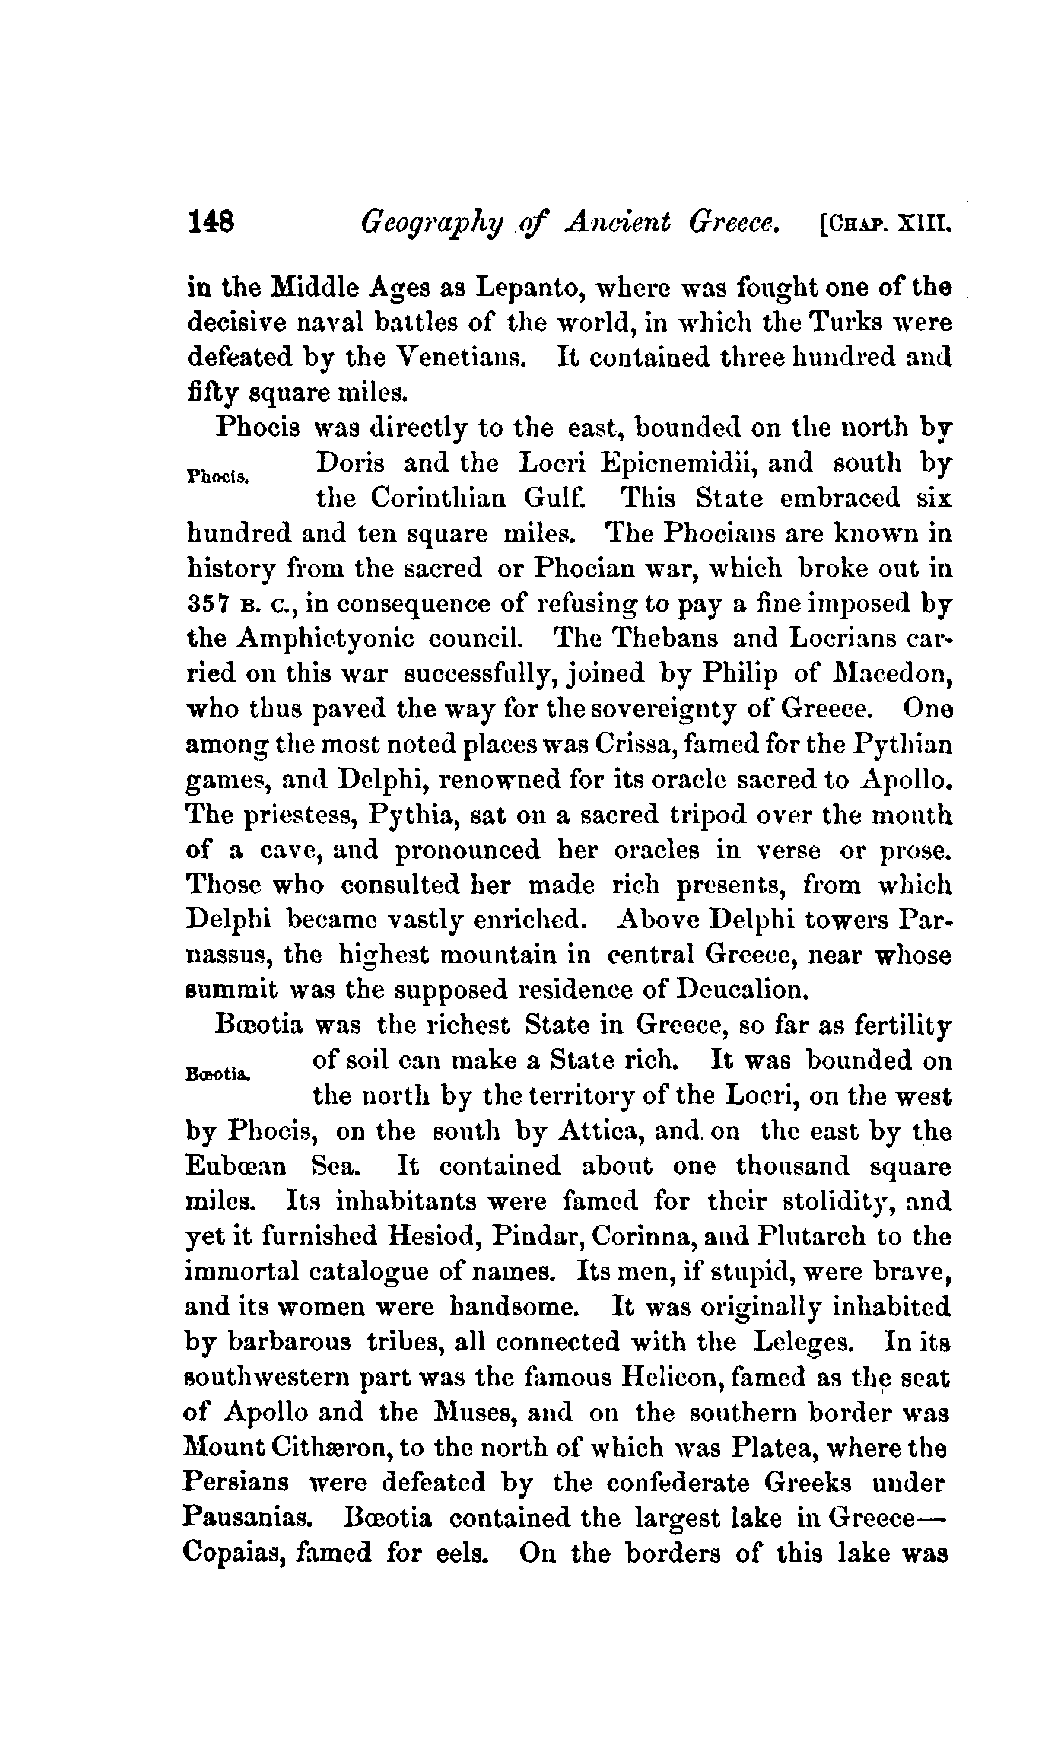 148 Geography of Ancient Greece. [CHAP. XIII.
in the Middle Ages as Lepanto, where was fought one of the
decisive naval battles of the world, in which the Turks were
defeated by the Venetians. It contained three hundred and
fifty square miles.
Phocis was directly to the east, bounded on the north by
Doris and the Locri Epicnemidii, and south by
Phocis.
the Corinthian Gulf. This State embraced six
hundred and ten square miles. The Phocians are known in
history from the sacred or Phocian war, which broke out in
357 B. C., in consequence of refusing to pay a fine imposed by
the Amphictyonic council. The Thebans and Locrians car-
ried on this war successfully, joined by Philip of Macedon,
who thus paved the way for the sovereignty of Greece. One
among the most noted places was Crissa, famed for the Pythian
games, and Delphi, renowned for its oracle sacred to Apollo.
The priestess, Pythia, sat on a sacred tripod over the mouth
of a cave, and pronounced her oracles in verse or prose.
Those who consulted her made rich presents, from which
Delphi became vastly enriched. Above Delphi towers Par-
nassus, the highest mountain in central Greece, near whose
summit was the supposed residence of Deucalion.
Bœotia was the richest State in Greece, so far as fertility
of soil can make a State rich. It was bounded on
Bœotia.
the north by the territory of the Locri, on the west
by Phocis, on the south by Attica, and on the east by the
Eubœan Sea. It contained about one thousand square
miles. Its inhabitants were famed for their stolidity, and
yet it furnished Hesiod, Pindar, Corinna, and Plutarch to the
immortal catalogue of names. Its men, if stupid, were brave,
and its women were handsome. It was originally inhabited
by barbarous tribes, all connected with the Leleges. In its
southwestern part was the famous Helicon, famed as the seat
of Apollo and the Muses, and on the southern border was
Mount Cithæron, to the north of which was Platea, where the
Persians were defeated by the confederate Greeks under
Pausanias. Bœotia contained the largest lake in Greece—
Copaias, famed for eels. On the borders of this lake was